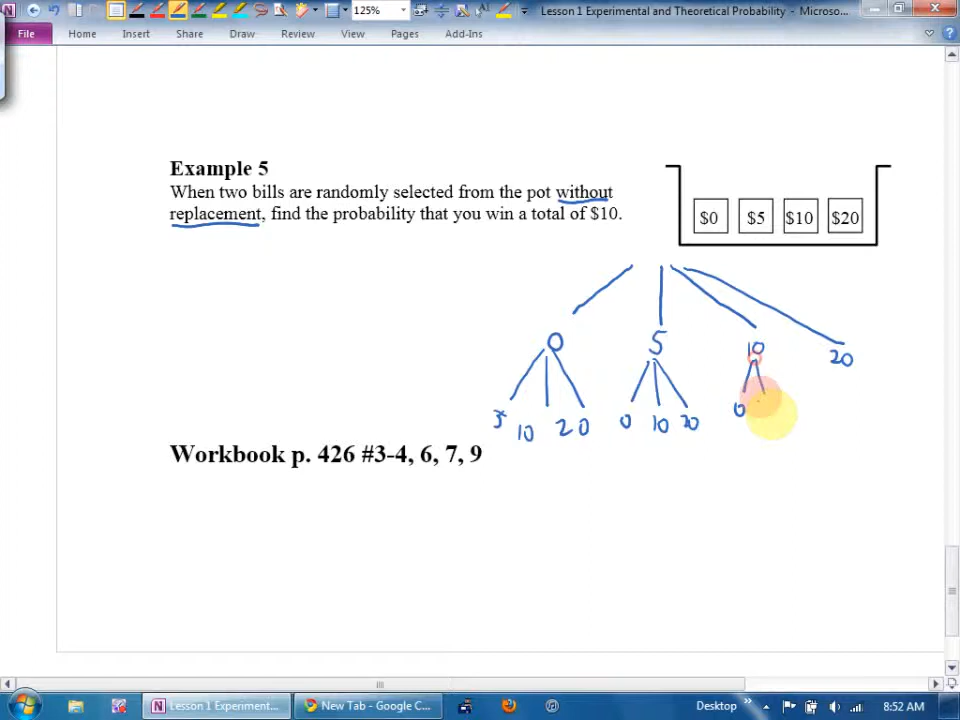 125%
Lesson 1 Experimental and Theoretical Probability - Microso...
File Home Insert Share Draw Review View Pages Add-Ins
Example 5
When two bills are randomly selected from the pot without
replacement, find the probability that you win a total of $10.
$0 $5 $10 $20
0 5 10 20
5 10 20 0 10 20 0
Workbook p. 426 #3-4, 6, 7, 9
Lesson 1 Experiment... New Tab - Google C... Desktop » 8:52 AM